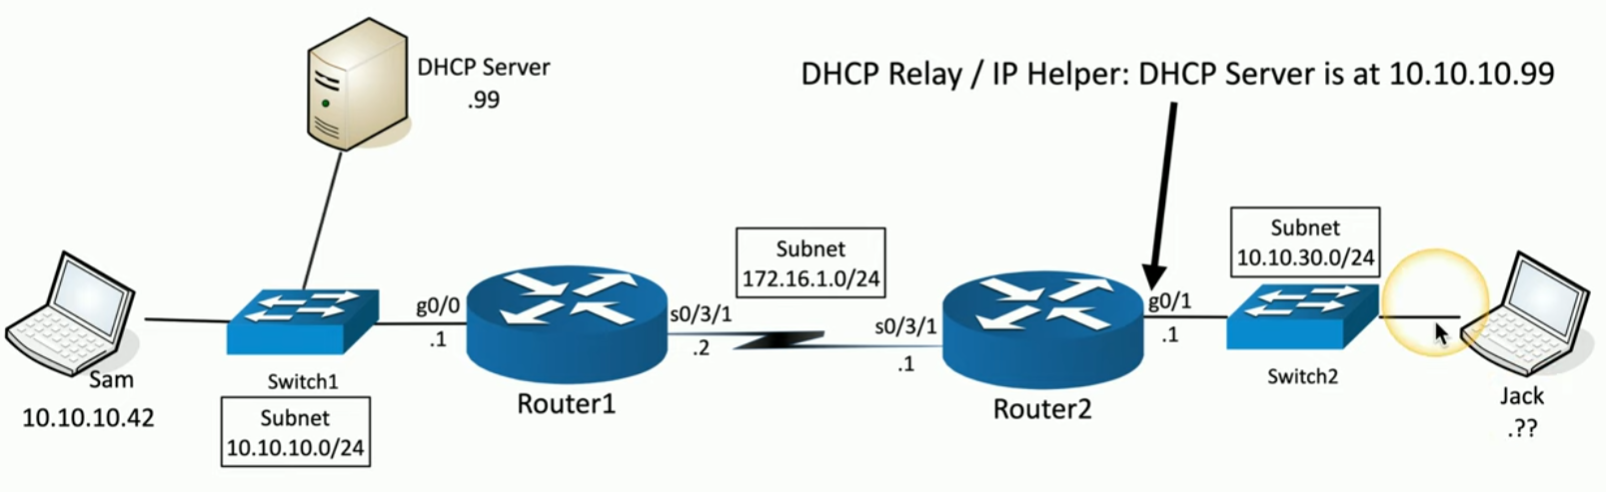 DHCP Server
.99
DHCP Relay / IP Helper: DHCP Server is at 10.10.10.99
Sam
10.10.10.42
Switch1
Subnet
10.10.10.0/24
g0/0
.1
Router1
s0/3/1
.2
Subnet
172.16.1.0/24
s0/3/1
.1
Router2
g0/1
.1
Subnet
10.10.30.0/24
Switch2
Jack
.??